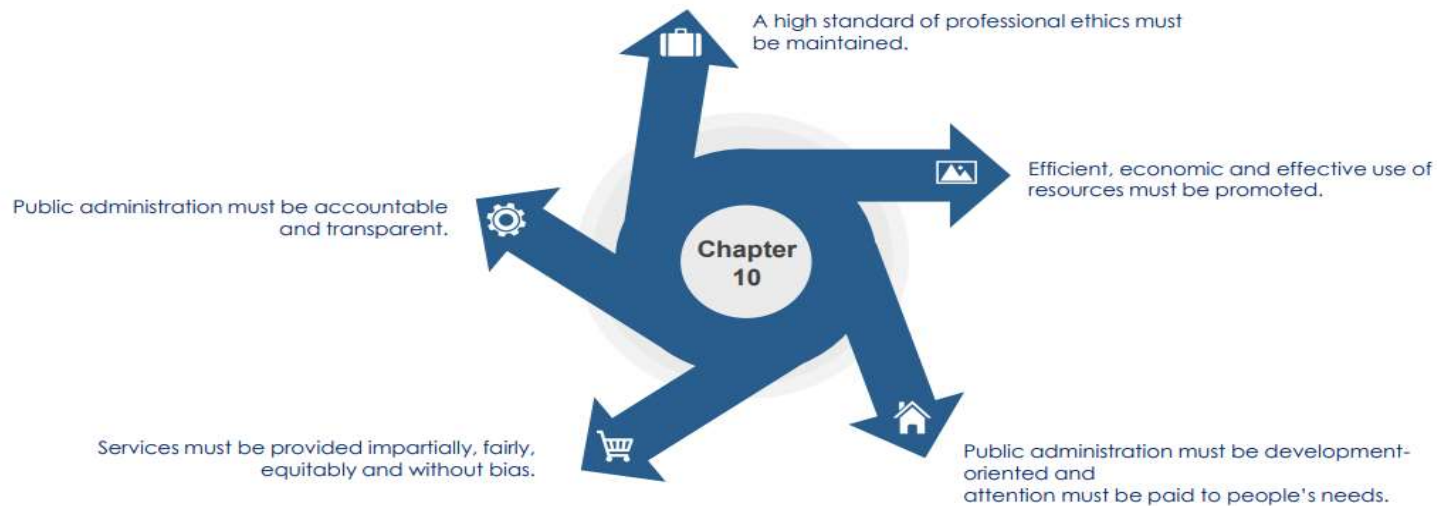 A high standard of professional ethics must
be maintained.
Efficient, economic and effective use of
resources must be promoted.
Public administration must be accountable
and transparent.
Chapter
10
Services must be provided impartially, fairly,
equitably and without bias.
Public administration must be development-
oriented and
attention must be paid to people's needs.